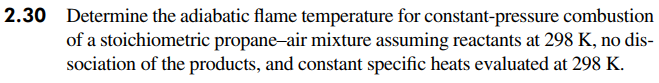 2.30 Determine the adiabatic flame temperature for constant-pressure combustion
of a stoichiometric propane–air mixture assuming reactants at 298 K, no dis-
sociation of the products, and constant specific heats evaluated at 298 K.